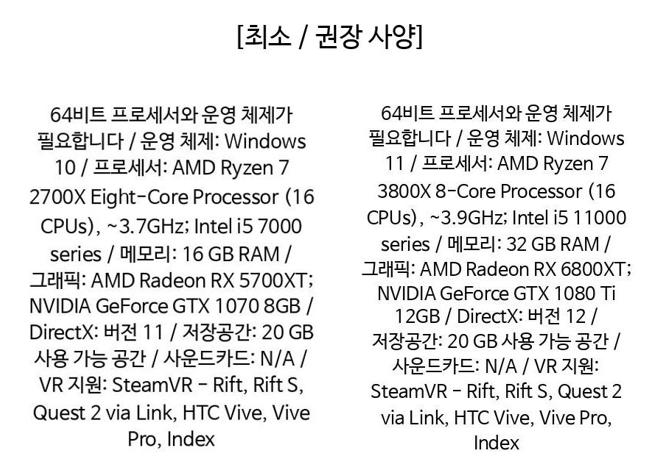 [최소 / 권장 사양]
64비트 프로세서와 운영 체제가
필요합니다 / 운영 체제: Windows
10 / 프로세서: AMD Ryzen 7
2700X Eight-Core Processor (16
CPUs), ~3.7GHz; Intel i5 7000
series / 메모리: 16 GB RAM /
그래픽: AMD Radeon RX 5700XT;
NVIDIA GeForce GTX 1070 8GB /
DirectX: 버전 11 / 저장공간: 20 GB
사용 가능 공간 / 사운드카드: N/A /
VR 지원: SteamVR - Rift, Rift S,
Quest 2 via Link, HTC Vive, Vive
Pro, Index
64비트 프로세서와 운영 체제가
필요합니다 / 운영 체제: Windows
11 / 프로세서: AMD Ryzen 7
3800X 8-Core Processor (16
CPUs), ~3.9GHz; Intel i5 11000
series / 메모리: 32 GB RAM /
그래픽: AMD Radeon RX 6800XT;
NVIDIA GeForce GTX 1080 Ti
12GB / DirectX: 버전 12 /
저장공간: 20 GB 사용 가능 공간 /
사운드카드: N/A / VR 지원:
SteamVR - Rift, Rift S, Quest 2
via Link, HTC Vive, Vive Pro,
Index